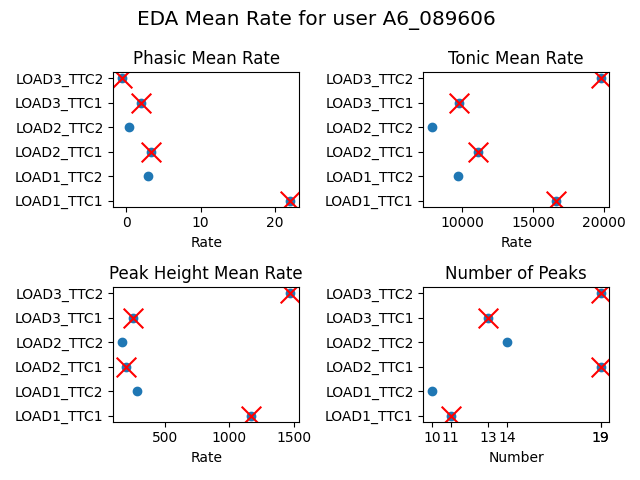 EDA Mean Rate for user A6_089606
Phasic Mean Rate
LOAD3_TTC2
LOAD3_TTC1
LOAD2_TTC2
LOAD2_TTC1
LOAD1_TTC2
LOAD1_TTC1
0 10 20
Rate
Tonic Mean Rate
LOAD3_TTC2
LOAD3_TTC1
LOAD2_TTC2
LOAD2_TTC1
LOAD1_TTC2
LOAD1_TTC1
10000 15000 20000
Rate
Peak Height Mean Rate
LOAD3_TTC2
LOAD3_TTC1
LOAD2_TTC2
LOAD2_TTC1
LOAD1_TTC2
LOAD1_TTC1
500 1000 1500
Rate
Number of Peaks
LOAD3_TTC2
LOAD3_TTC1
LOAD2_TTC2
LOAD2_TTC1
LOAD1_TTC2
LOAD1_TTC1
10 11 13 14 19
Number